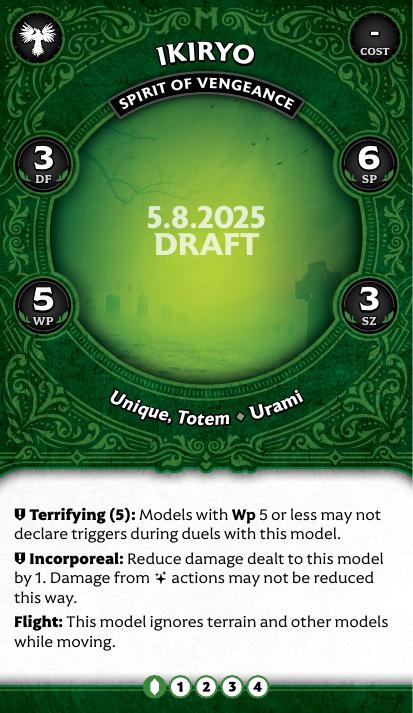 -
COST
IKIRYO
SPIRIT OF VENGEANCE
3
DF
6
SP
5.8.2025
DRAFT
5
WP
3
SZ
Unique, Totem ◆ Urami
Terrifying (5): Models with Wp 5 or less may not
declare triggers during duels with this model.
Incorporeal: Reduce damage dealt to this model
by 1. Damage from actions may not be reduced
this way.
Flight: This model ignores terrain and other models
while moving.
1 2 3 4